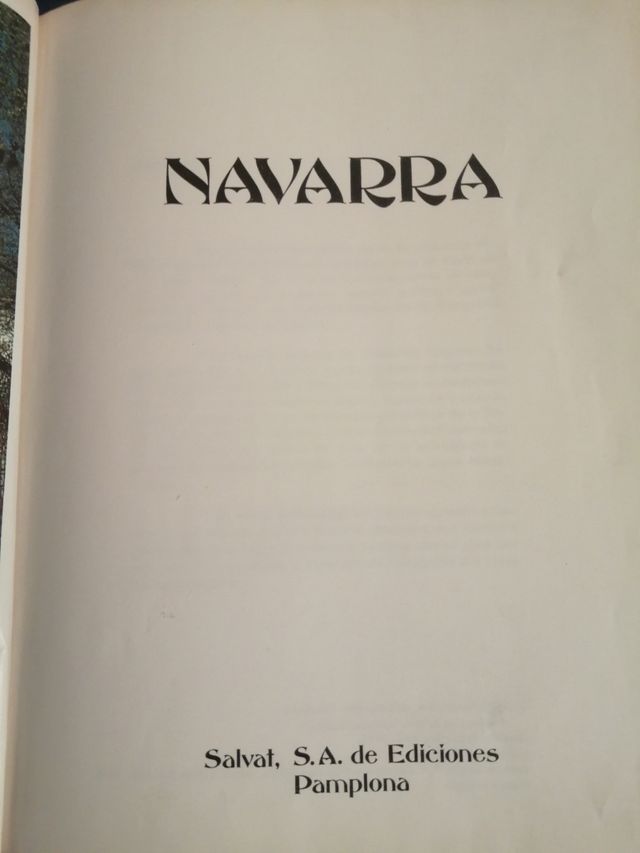 NAVARRA
Salvat, S.A. de Ediciones
Pamplona